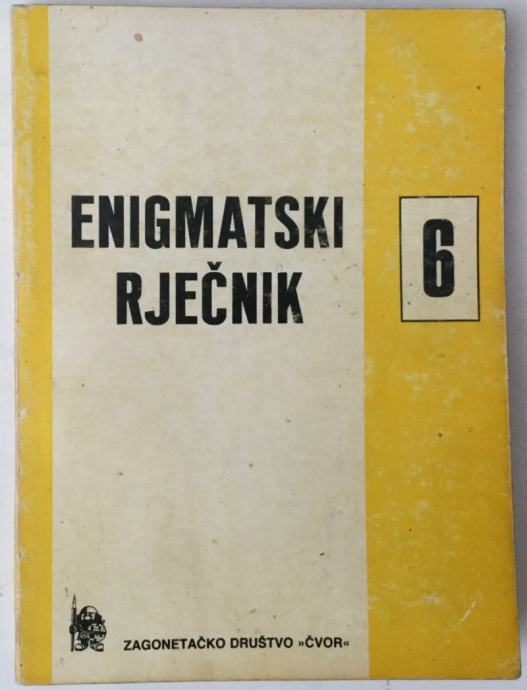 ENIGMATSKI
RJEČNIK
6
ZAGONETAČKO DRUŠTVO »ČVOR«